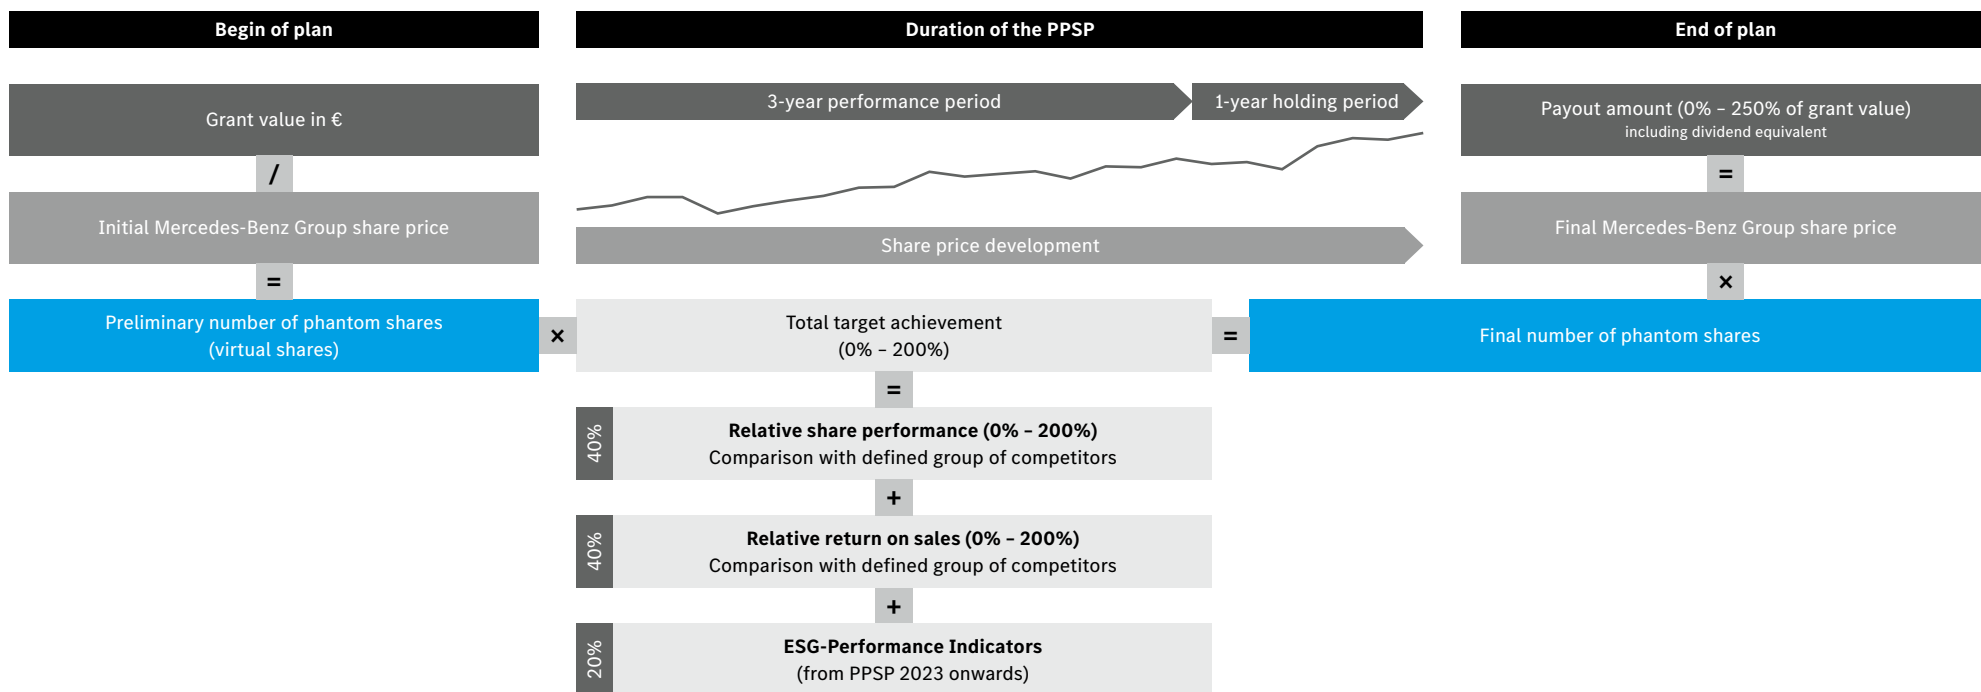 Begin of plan
Duration of the PPSP
End of plan
Grant value in €
/
Initial Mercedes-Benz Group share price
=
Preliminary number of phantom shares
(virtual shares)
×
3-year performance period
1-year holding period
Share price development
Total target achievement
(0% – 200%)
=
40%
Relative share performance (0% – 200%)
Comparison with defined group of competitors
+
40%
Relative return on sales (0% – 200%)
Comparison with defined group of competitors
+
20%
ESG-Performance Indicators
(from PPSP 2023 onwards)
=
Payout amount (0% – 250% of grant value)
including dividend equivalent
=
Final Mercedes-Benz Group share price
×
Final number of phantom shares